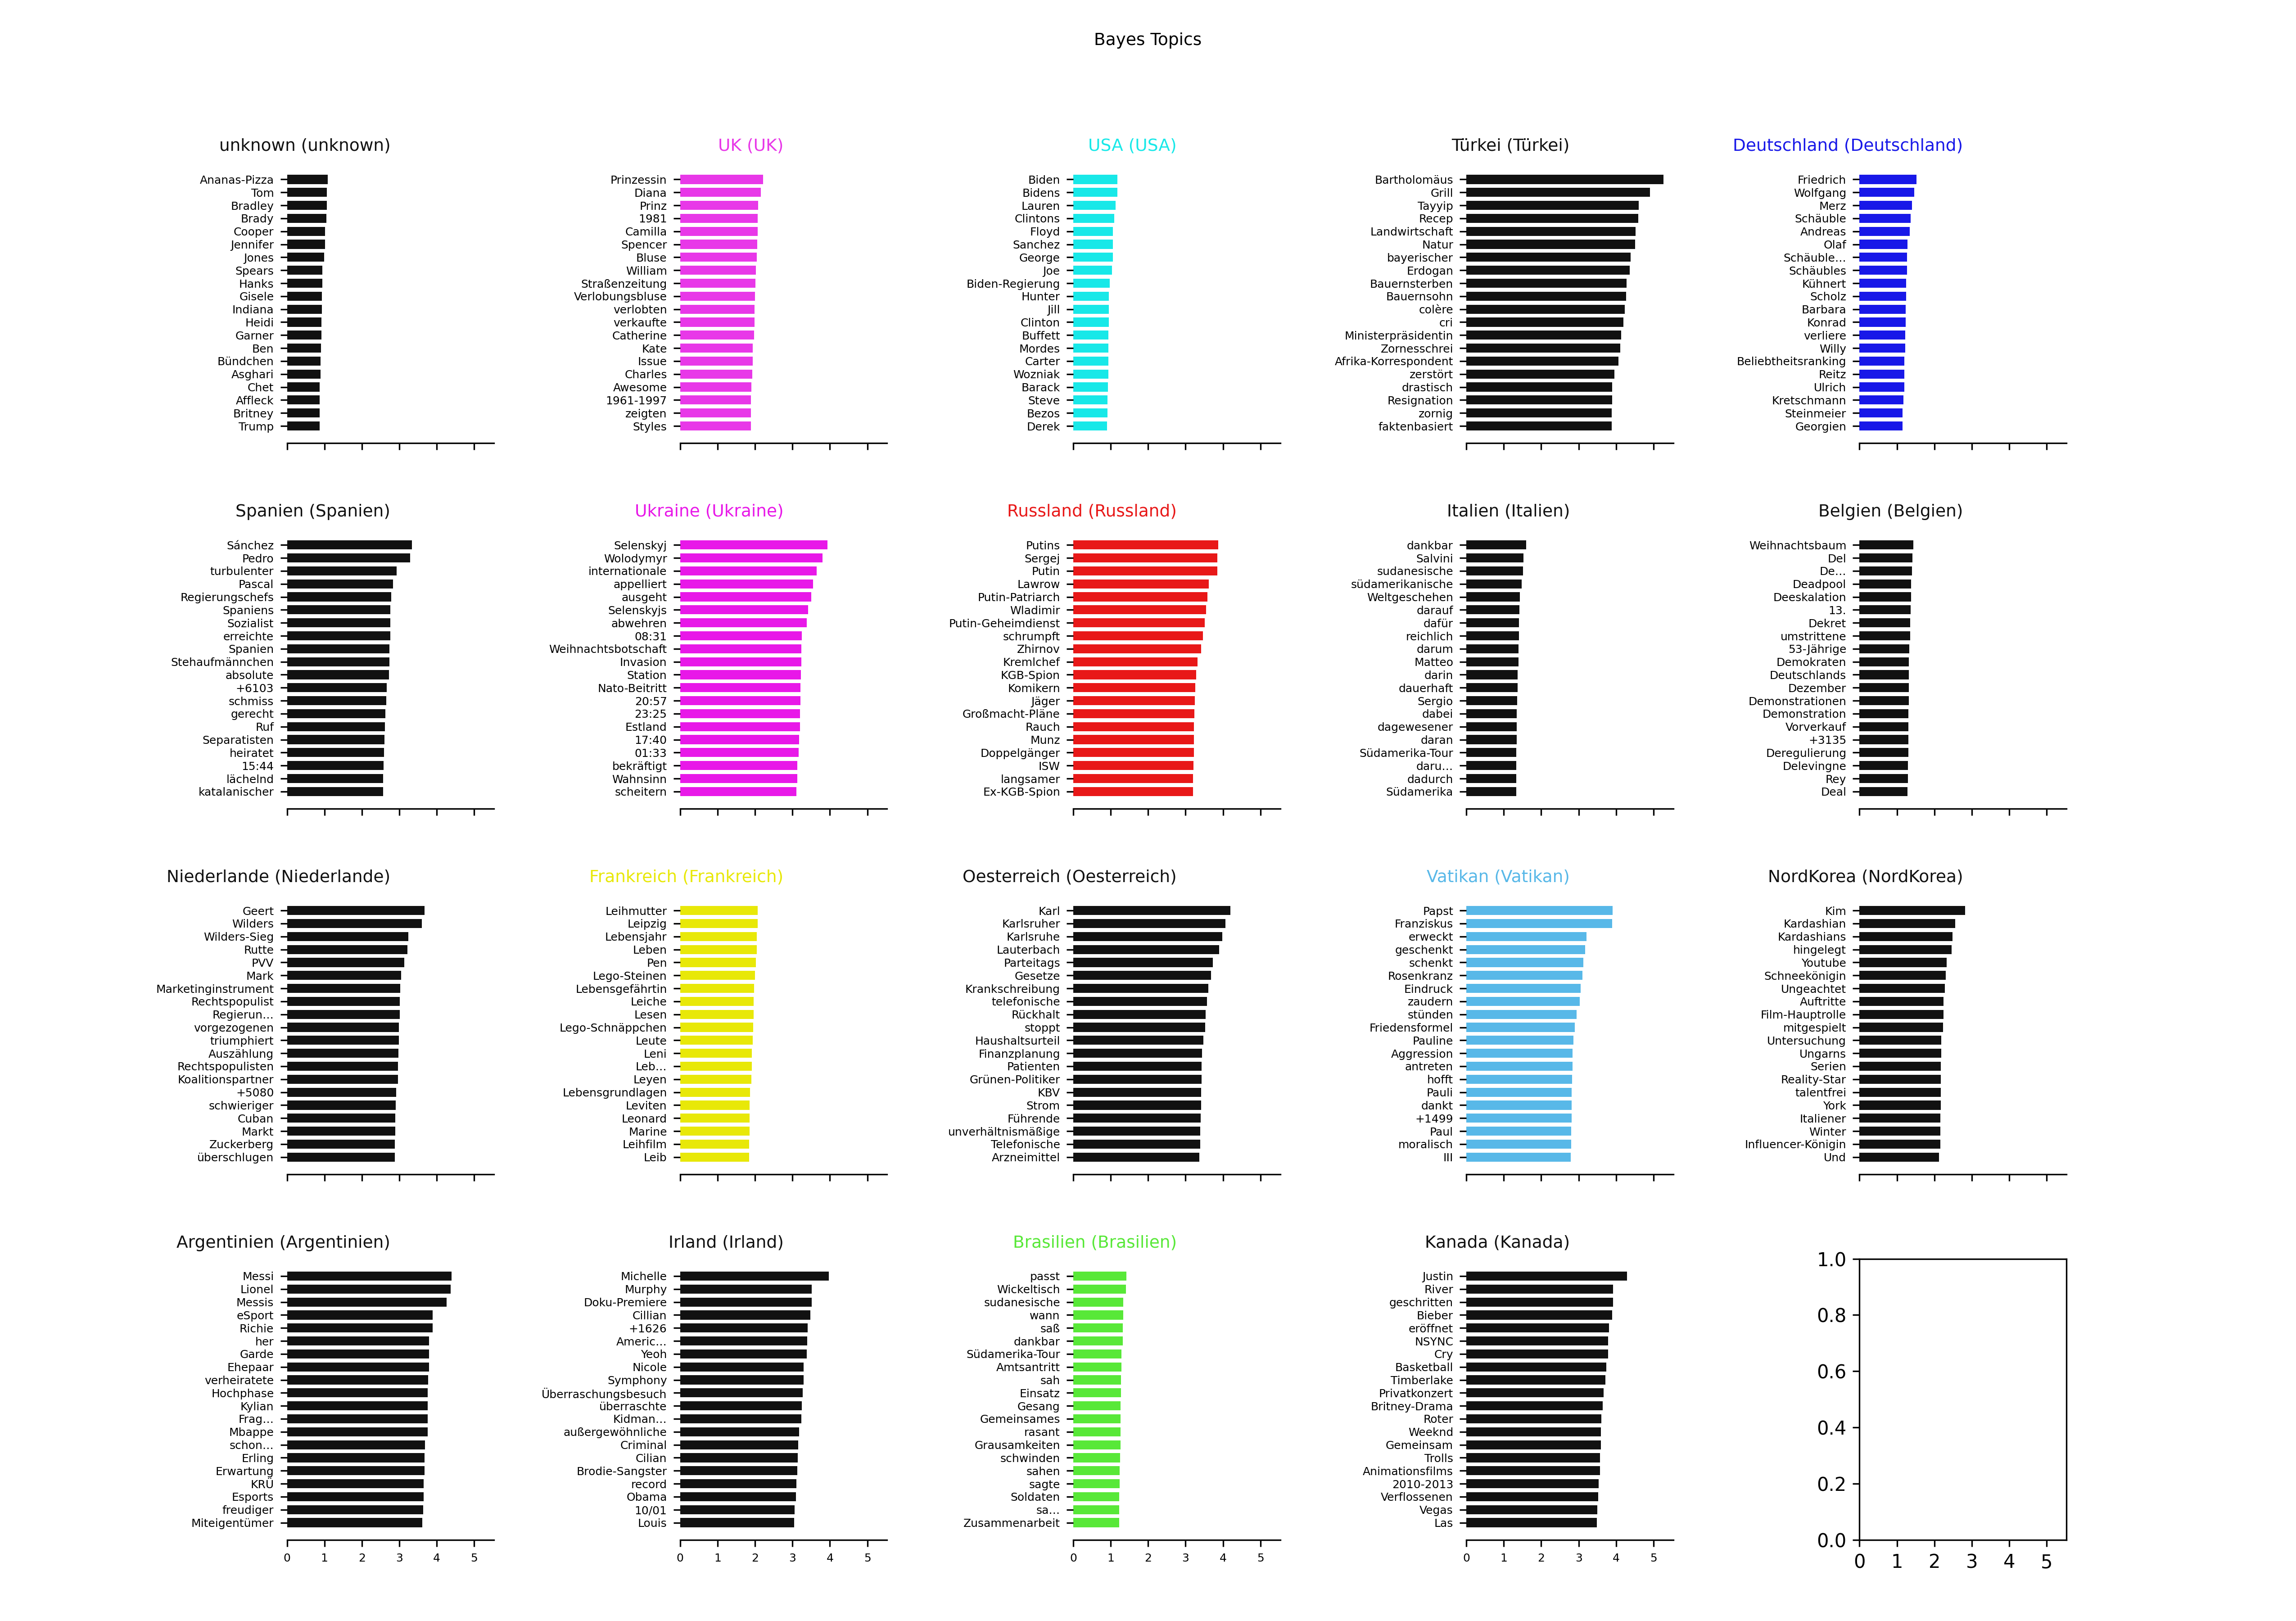 Bayes Topics
unknown (unknown)
Ananas-Pizza
Tom
Bradley
Brady
Cooper
Jennifer
Jones
Spears
Hanks
Gisele
Indiana
Heidi
Garner
Ben
Bündchen
Asghari
Chet
Affleck
Britney
Trump
UK (UK)
Prinzessin
Diana
Prinz
1981
Camilla
Spencer
Bluse
William
Straßenzeitung
Verlobungsbluse
verlobten
verkaufte
Catherine
Kate
Issue
Charles
Awesome
1961-1997
zeigten
Styles
USA (USA)
Biden
Bidens
Lauren
Clintons
Floyd
Sanchez
George
Joe
Biden-Regierung
Hunter
Jill
Clinton
Buffett
Mordes
Carter
Wozniak
Barack
Steve
Bezos
Derek
Türkei (Türkei)
Bartholomäus
Grill
Tayyip
Recep
Landwirtschaft
Natur
bayerischer
Erdogan
Bauernsterben
Bauernsohn
colère
cri
Ministerpräsidentin
Zornesschrei
Afrika-Korrespondent
zerstört
drastisch
Resignation
zornig
faktenbasiert
Deutschland (Deutschland)
Friedrich
Wolfgang
Merz
Schäuble
Andreas
Olaf
Schäuble…
Schäubles
Kühnert
Scholz
Barbara
Konrad
verliere
Willy
Beliebtheitsranking
Reitz
Ulrich
Kretschmann
Steinmeier
Georgien
Spanien (Spanien)
Sánchez
Pedro
turbulenter
Pascal
Regierungschefs
Spaniens
Sozialist
erreichte
Spanien
Stehaufmännchen
absolute
+6103
schmiss
gerecht
Ruf
Separatisten
heiratet
15:44
lächelnd
katalanischer
Ukraine (Ukraine)
Selenskyj
Wolodymyr
internationale
appelliert
ausgeht
Selenskyjs
abwehren
08:31
Weihnachtsbotschaft
Invasion
Station
Nato-Beitritt
20:57
23:25
Estland
17:40
01:33
bekräftigt
Wahnsinn
scheitern
Russland (Russland)
Putins
Sergej
Putin
Lawrow
Putin-Patriarch
Wladimir
Putin-Geheimdienst
schrumpft
Zhirnov
Kremlchef
KGB-Spion
Komikern
Jäger
Großmacht-Pläne
Rauch
Munz
Doppelgänger
ISW
langsamer
Ex-KGB-Spion
Italien (Italien)
dankbar
Salvini
sudanesische
südamerikanische
Weltgeschehen
darauf
dafür
reichlich
darum
Matteo
darin
dauerhaft
Sergio
dabei
dagewesener
daran
Südamerika-Tour
daru…
dadurch
Südamerika
Belgien (Belgien)
Weihnachtsbaum
Del
De…
Deadpool
Deeskalation
13.
Dekret
umstrittene
53-Jährige
Demokraten
Deutschlands
Dezember
Demonstrationen
Demonstration
Vorverkauf
+3135
Deregulierung
Delevingne
Rey
Deal
Niederlande (Niederlande)
Geert
Wilders
Wilders-Sieg
Rutte
PVV
Mark
Marketinginstrument
Rechtspopulist
Regierun…
vorgezogenen
triumphiert
Auszählung
Rechtspopulisten
Koalitionspartner
+5080
schwieriger
Cuban
Markt
Zuckerberg
überschlugen
Frankreich (Frankreich)
Leihmutter
Leipzig
Lebensjahr
Leben
Pen
Lego-Steinen
Lebensgefährtin
Leiche
Lesen
Lego-Schnäppchen
Leute
Leni
Leb…
Leyen
Lebensgrundlagen
Leviten
Leonard
Marine
Leihfilm
Leib
Oesterreich (Oesterreich)
Karl
Karlsruher
Karlsruhe
Lauterbach
Parteitags
Gesetze
Krankschreibung
telefonische
Rückhalt
stoppt
Haushaltsurteil
Finanzplanung
Patienten
Grünen-Politiker
KBV
Strom
Führende
unverhältnismäßige
Telefonische
Arzneimittel
Vatikan (Vatikan)
Papst
Franziskus
erweckt
geschenkt
schenkt
Rosenkranz
Eindruck
zaudern
stünden
Friedensformel
Pauline
Aggression
antreten
hofft
Pauli
dankt
+1499
Paul
moralisch
III
NordKorea (NordKorea)
Kim
Kardashian
Kardashians
hingelegt
Youtube
Schneekönigin
Ungeachtet
Auftritte
Film-Hauptrolle
mitgespielt
Untersuchung
Ungarns
Serien
Reality-Star
talentfrei
York
Italiener
Winter
Influencer-Königin
Und
Argentinien (Argentinien)
Messi
Lionel
Messis
eSport
Richie
her
Garde
Ehepaar
verheiratete
Hochphase
Kylian
Frag…
Mbappe
schon…
Erling
Erwartung
KRÜ
Esports
freudiger
Miteigentümer
0 1 2 3 4 5
Irland (Irland)
Michelle
Murphy
Doku-Premiere
Cillian
+1626
Americ…
Yeoh
Nicole
Symphony
Überraschungsbesuch
überraschte
Kidman…
außergewöhnliche
Criminal
Cilian
Brodie-Sangster
record
Obama
10/01
Louis
0 1 2 3 4 5
Brasilien (Brasilien)
passt
Wickeltisch
sudanesische
wann
saß
dankbar
Südamerika-Tour
Amtsantritt
sah
Einsatz
Gesang
Gemeinsames
rasant
Grausamkeiten
schwinden
sahen
sagte
Soldaten
sa…
Zusammenarbeit
0 1 2 3 4 5
Kanada (Kanada)
Justin
River
geschritten
Bieber
eröffnet
NSYNC
Cry
Basketball
Timberlake
Privatkonzert
Britney-Drama
Roter
Weeknd
Gemeinsam
Trolls
Animationsfilms
2010-2013
Verflossenen
Vegas
Las
0 1 2 3 4 5
1.0
0.8
0.6
0.4
0.2
0.0
0 1 2 3 4 5